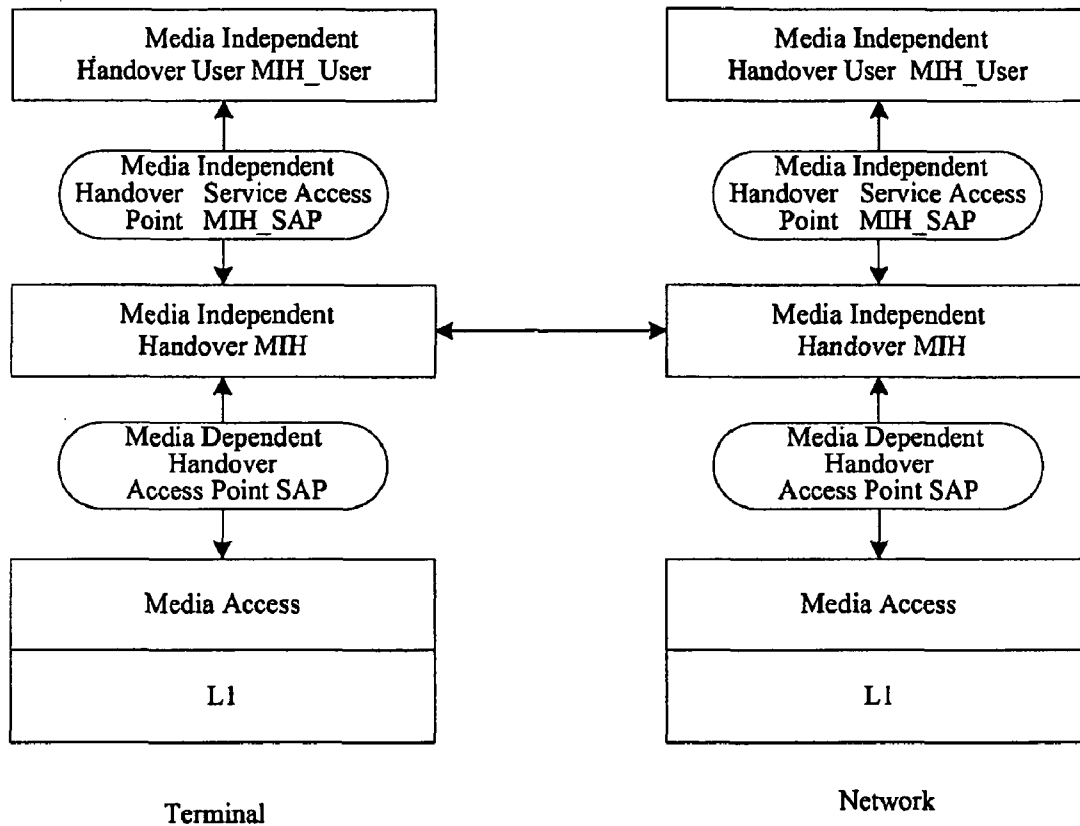 Media Independent
Handover User MIH_User
Media Independent
Handover Service Access
Point MIH_SAP
Media Independent
Handover MIH
Media Dependent
Handover
Access Point SAP
Media Access
L1
Terminal
Media Independent
Handover User MIH_User
Media Independent
Handover Service Access
Point MIH_SAP
Media Independent
Handover MIH
Media Dependent
Handover
Access Point SAP
Media Access
L1
Network